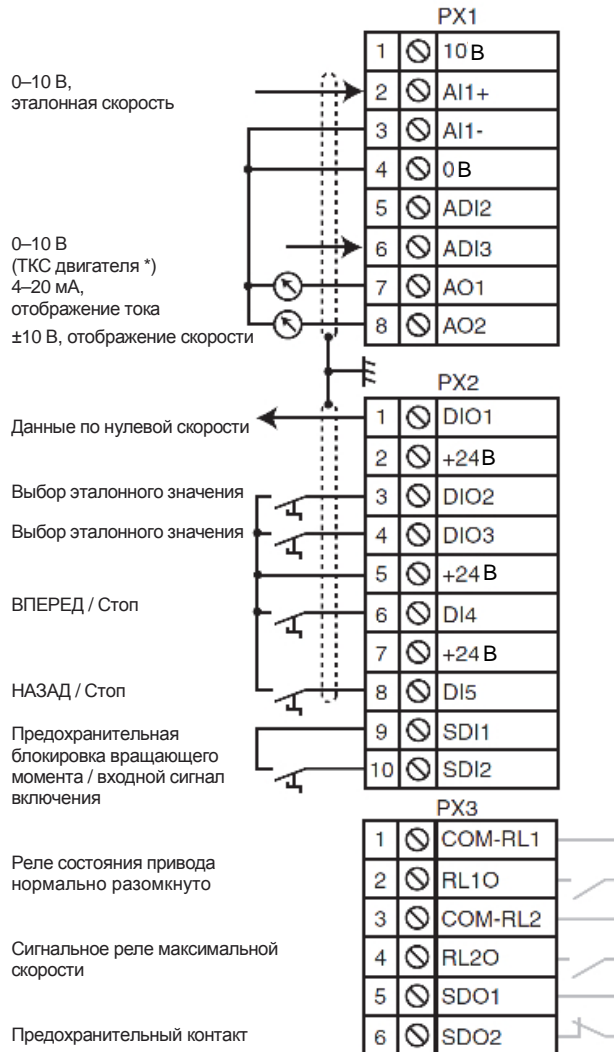 PX1
1 10 В
0–10 В,
эталонная скорость
2 AI1+
3 AI1-
4 0 В
5 ADI2
0–10 В
(ТКС двигателя *)
6 ADI3
4–20 мА,
отображение тока
7 AO1
±10 В, отображение скорости
8 AO2
PX2
Данные по нулевой скорости
1 DIO1
2 +24 В
Выбор эталонного значения
3 DIO2
Выбор эталонного значения
4 DIO3
5 +24 В
ВПЕРЕД / Стоп
6 DI4
7 +24 В
НАЗАД / Стоп
8 DI5
Предохранительная
блокировка вращающего
момента / входной сигнал
включения
9 SDI1
10 SDI2
PX3
1 COM-RL1
Реле состояния привода
нормально разомкнуто
2 RL1O
3 COM-RL2
Сигнальное реле максимальной
скорости
4 RL2O
5 SDO1
Предохранительный контакт
6 SDO2